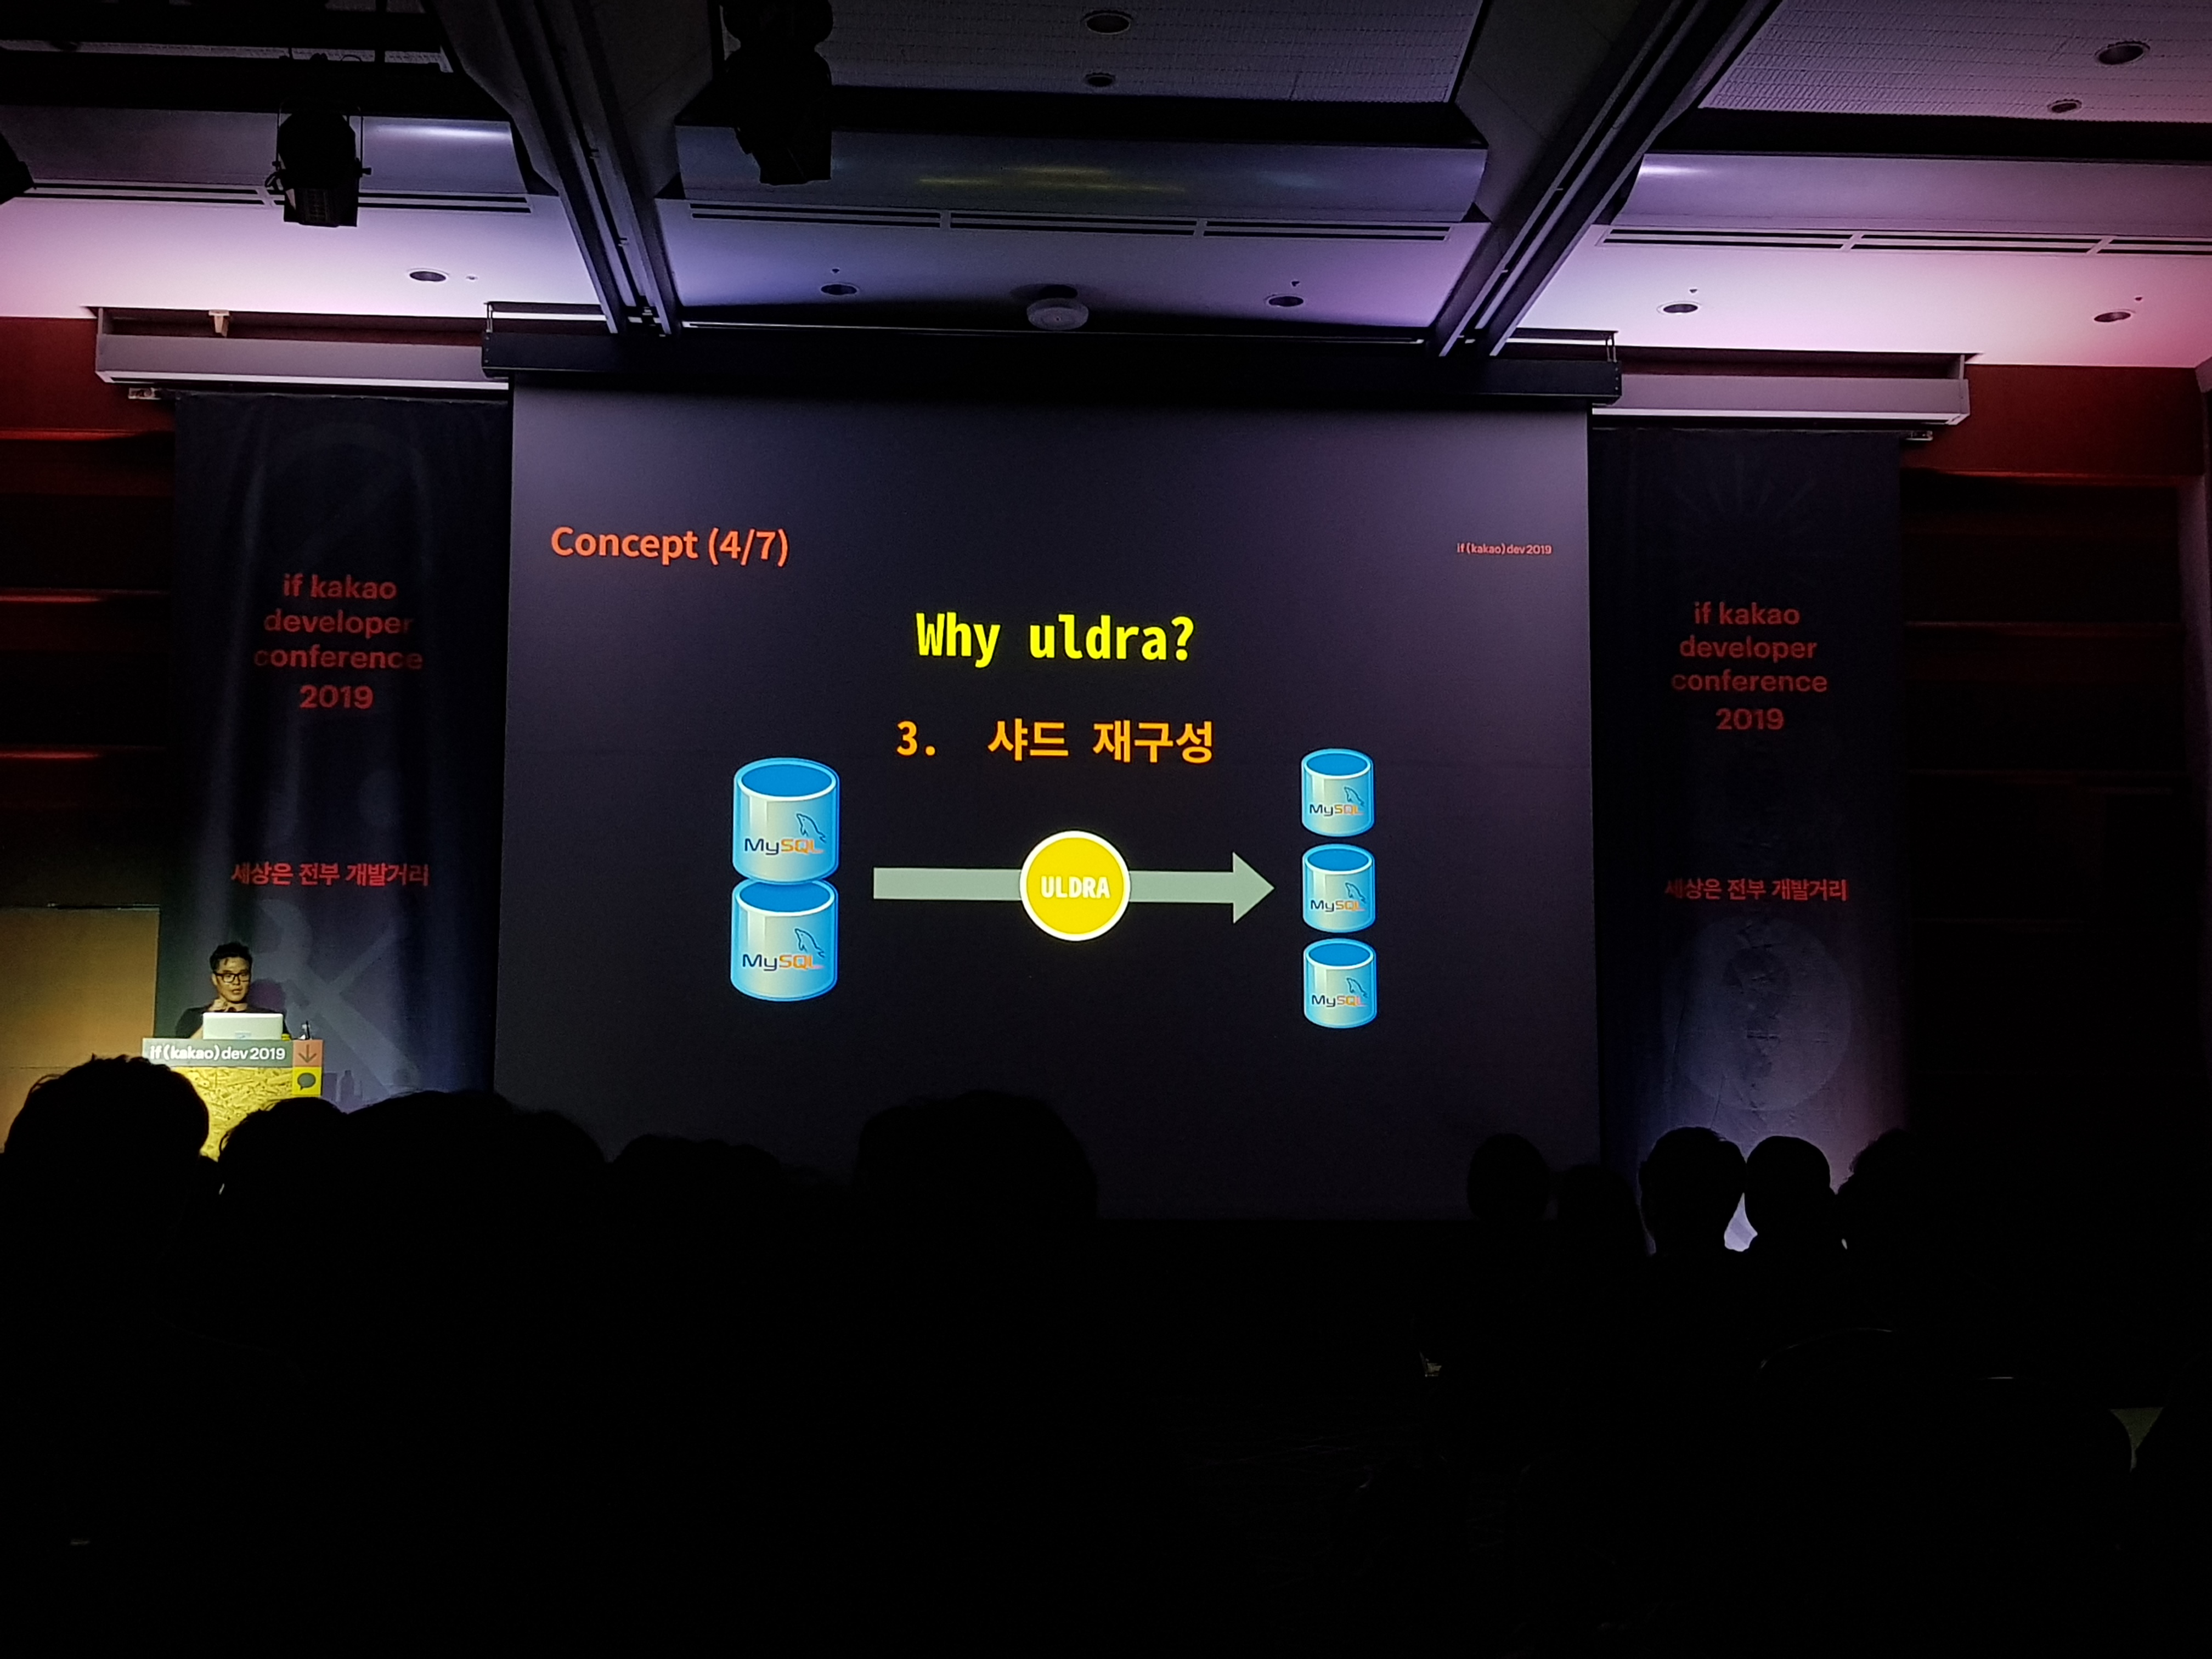 if kakao
developer
conference
2019
세상은 전부 개발거리
if(kakao)dev2019
Concept (4/7)
if(kakao)dev2019
Why uldra?
3. 샤드 재구성
MySQL
MySQL
ULDRA
MySQL
MySQL
MySQL
if kakao
developer
conference
2019
세상은 전부 개발거리